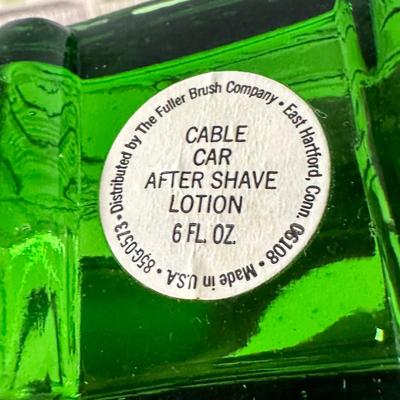 CABLE
CAR
AFTER SHAVE
LOTION
6 FL. OZ.
Distributed by The Fuller Brush Company • East Hartford, Conn. 06108 • Made in U.S.A. • 85G-0573 •